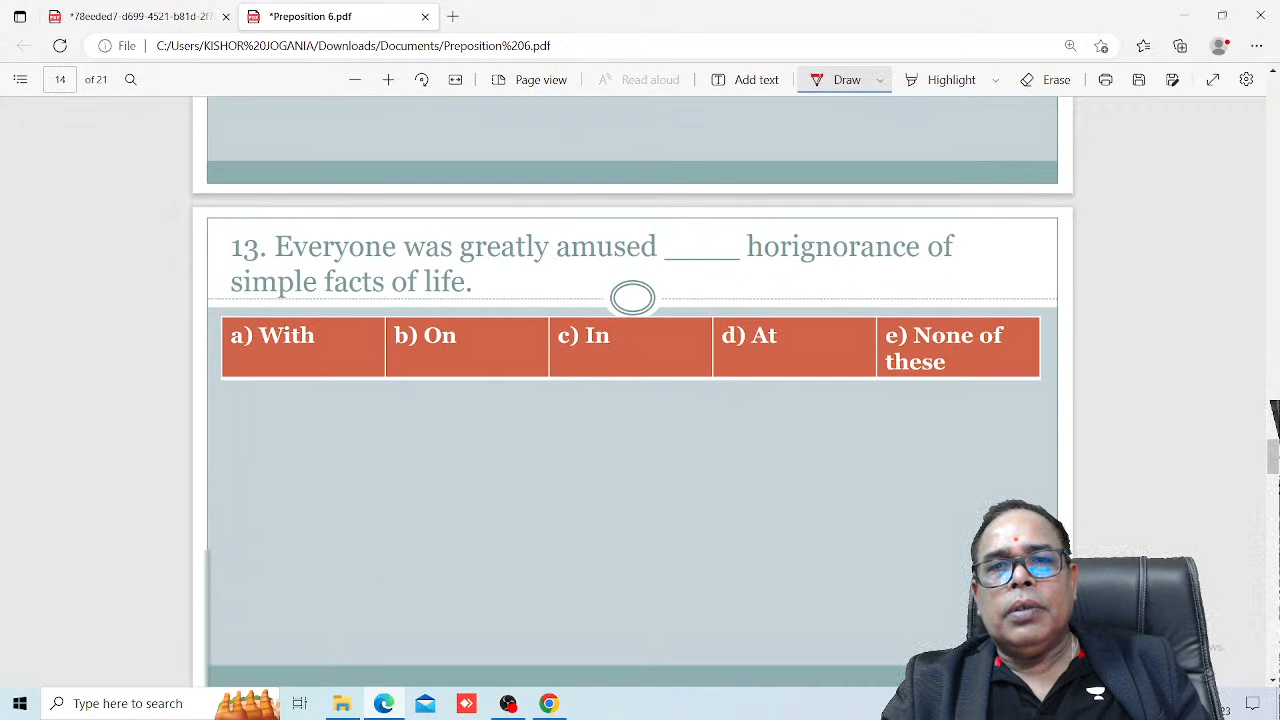 *78eeded7-d699-4521-b81d-2f7
*Preposition 6.pdf
File
C:/Users/KISHOR%20JOGANIA/Downloads/Documents/Preposition%206.pdf
14 of 21
Page view
Read aloud
Add text
Draw
Highlight
Erase
13. Everyone was greatly amused _____ horignorance of
simple facts of life.
a) With
b) On
c) In
d) At
e) None of
these
Type here to search